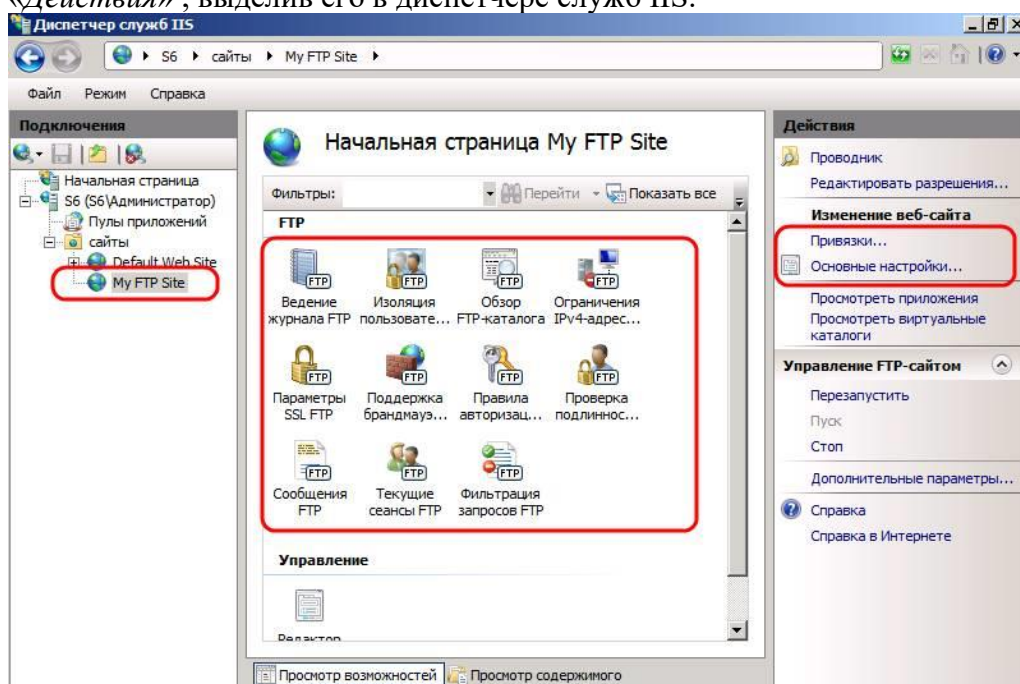 «Действия» , выделив его в диспетчере служб IIS.
Диспетчер служб IIS
S6 сайты My FTP Site
Файл Режим Справка
Подключения
Начальная страница
S6 (S6\Администратор)
Пулы приложений
сайты
Default Web Site
My FTP Site
Начальная страница My FTP Site
Фильтры: Перейти Показать все
FTP
Ведение Изоляция Обзор Ограничения
журнала FTP пользовате... FTP-каталога IPv4-адрес...
Параметры Поддержка Правила Проверка
SSL FTP брандмауэ... авторизац... подлиннос...
Сообщения Текущие Фильтрация
FTP сеансы FTP запросов FTP
Управление
Редактор
Просмотр возможностей Просмотр содержимого
Действия
Проводник
Редактировать разрешения...
Изменение веб-сайта
Привязки...
Основные настройки...
Просмотреть приложения
Просмотреть виртуальные
каталоги
Управление FTP-сайтом
Перезапустить
Пуск
Стоп
Дополнительные параметры...
Справка
Справка в Интернете